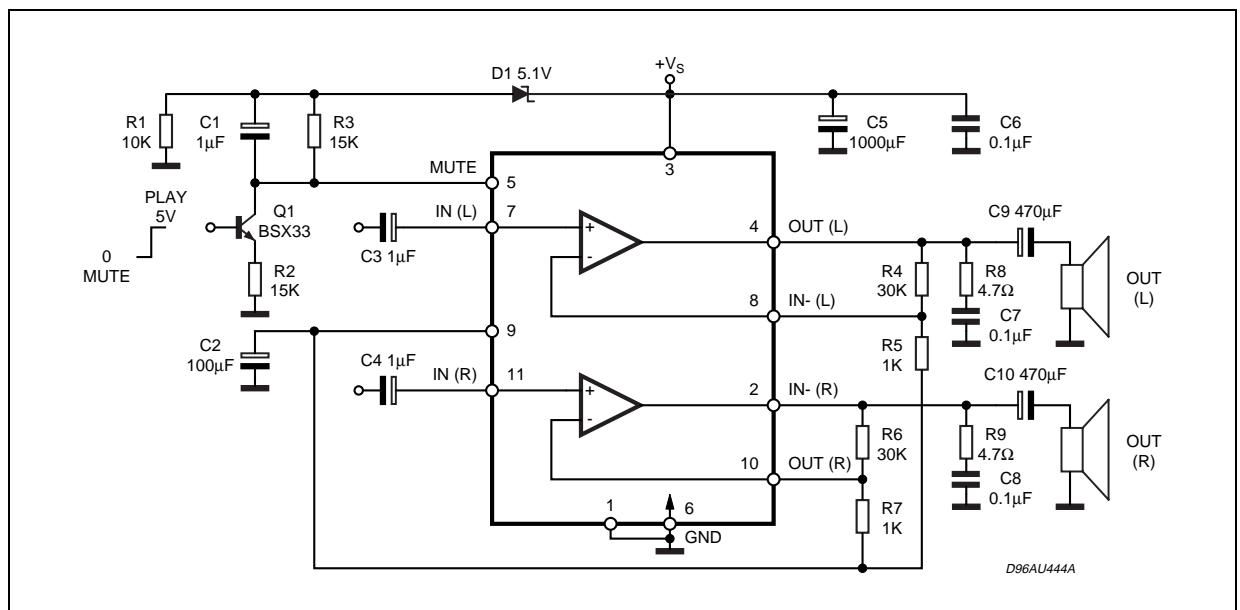 +VS
D1 5.1V
R1
10K
C1
1μF
R3
15K
C5
1000μF
C6
0.1μF
MUTE
5
3
PLAY
5V
0
MUTE
Q1
BSX33
R2
15K
IN (L)
7
C3 1μF
+
-
4
OUT (L)
C9 470μF
R4
30K
R8
4.7Ω
C7
0.1μF
OUT
(L)
8
IN- (L)
R5
1K
C2
100μF
9
C4 1μF
IN (R)
11
+
-
2
IN- (R)
C10 470μF
R6
30K
R9
4.7Ω
C8
0.1μF
OUT
(R)
10
OUT (R)
R7
1K
1
6
GND
D96AU444A